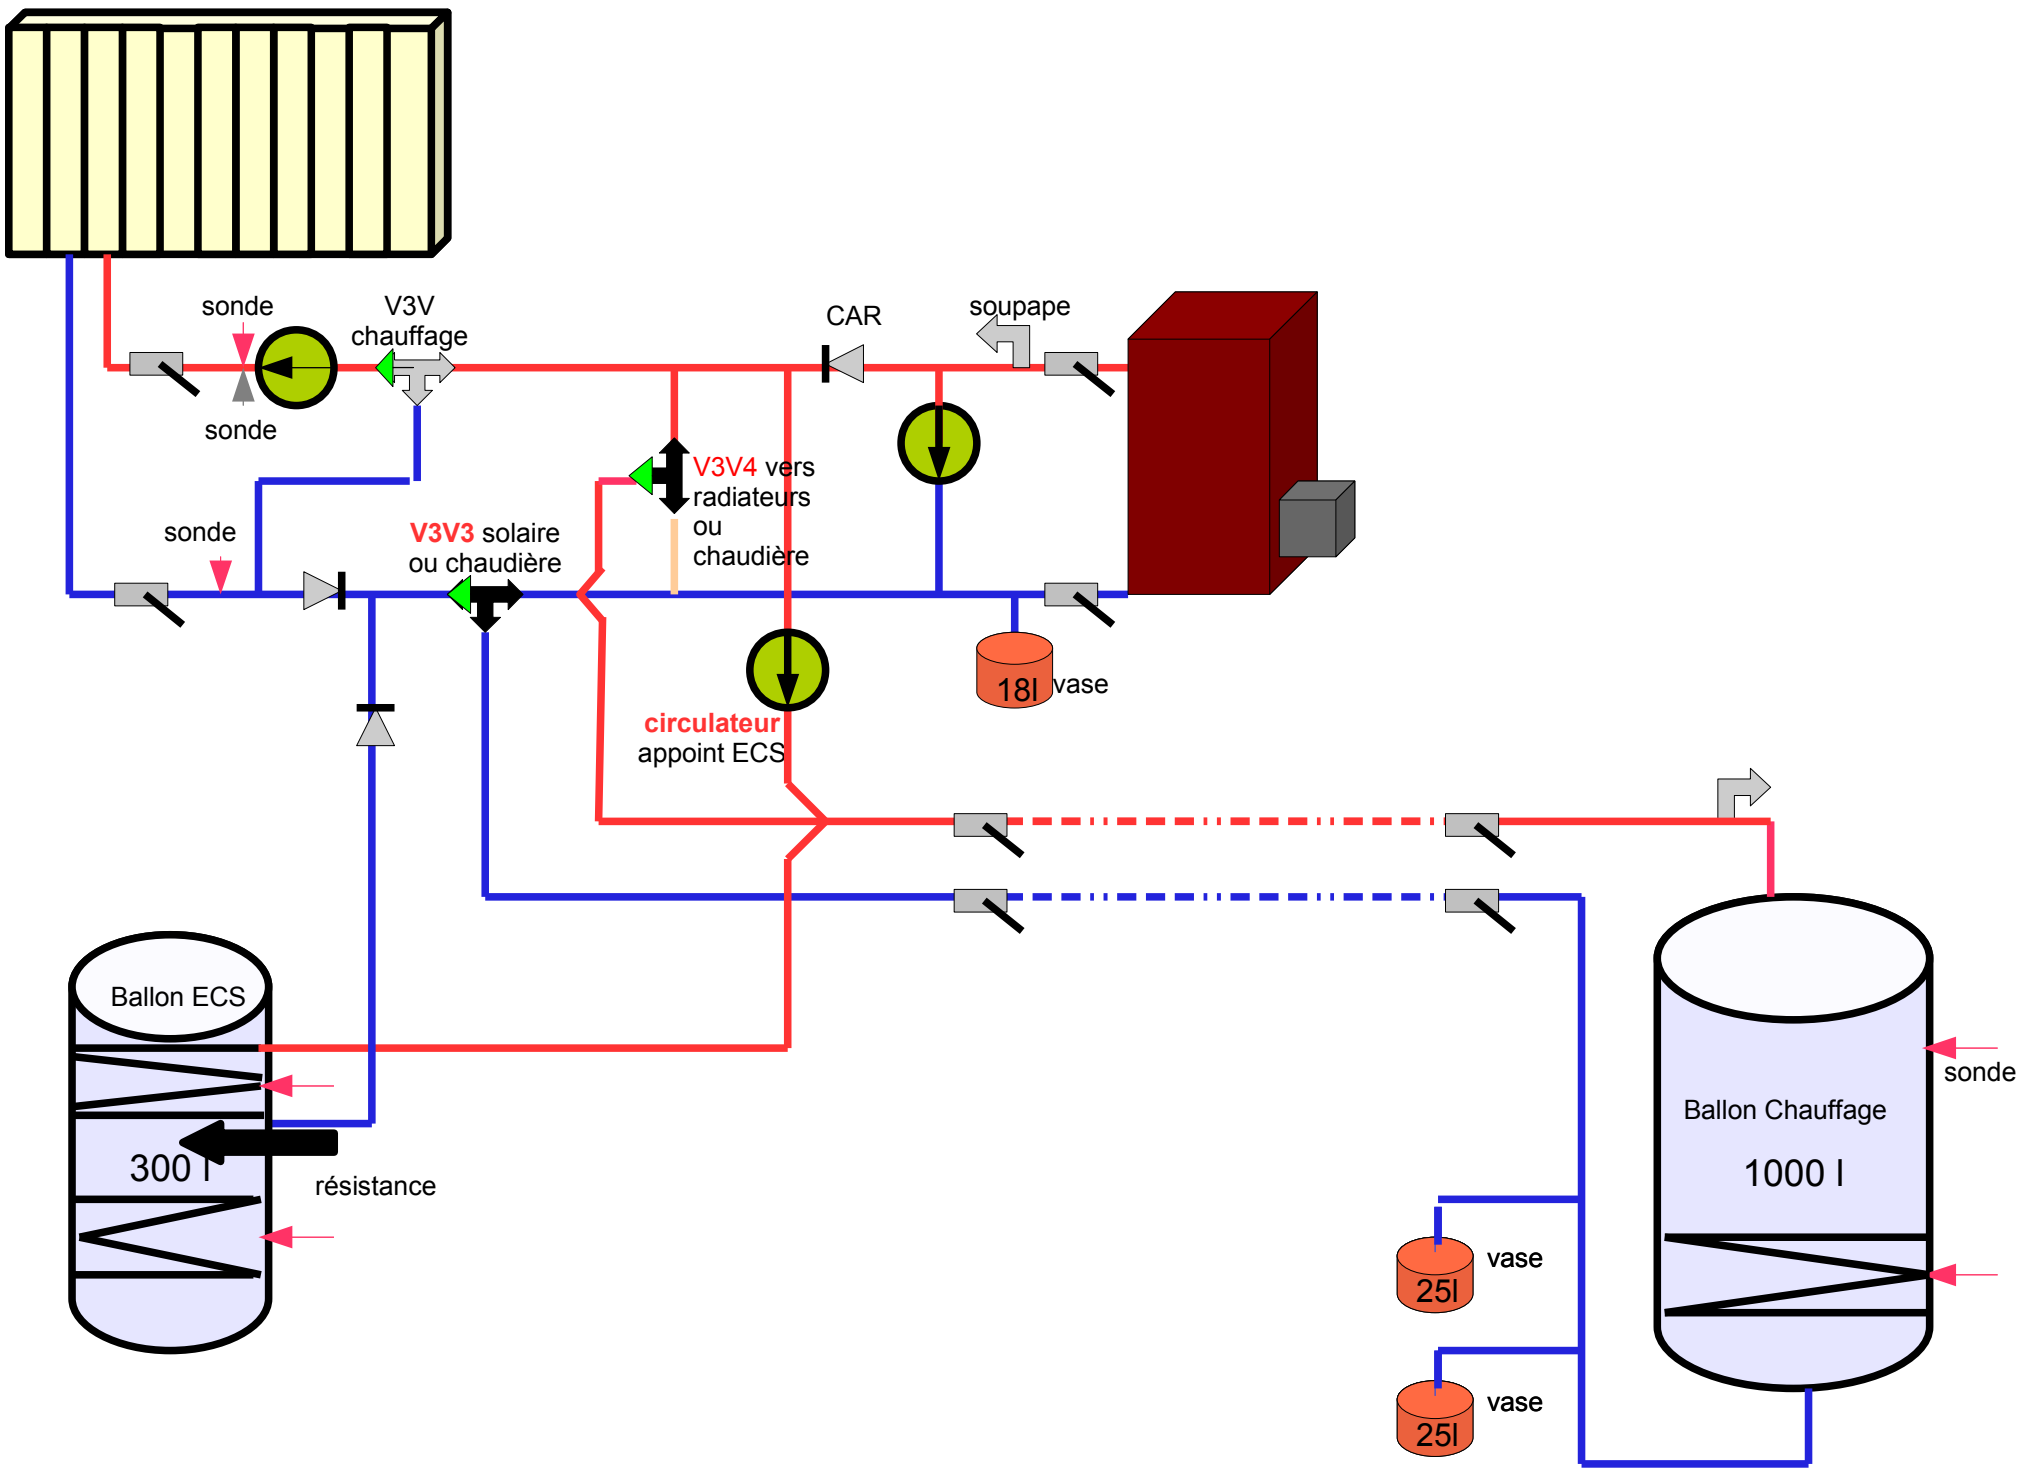 sonde
V3V
chauffage
CAR
soupape
sonde
V3V4 vers
radiateurs
ou
chaudière
sonde
V3V3 solaire
ou chaudière
18l
vase
circulateur
appoint ECS
Ballon ECS
300 l
résistance
sonde
Ballon Chauffage
1000 l
vase
25l
vase
25l